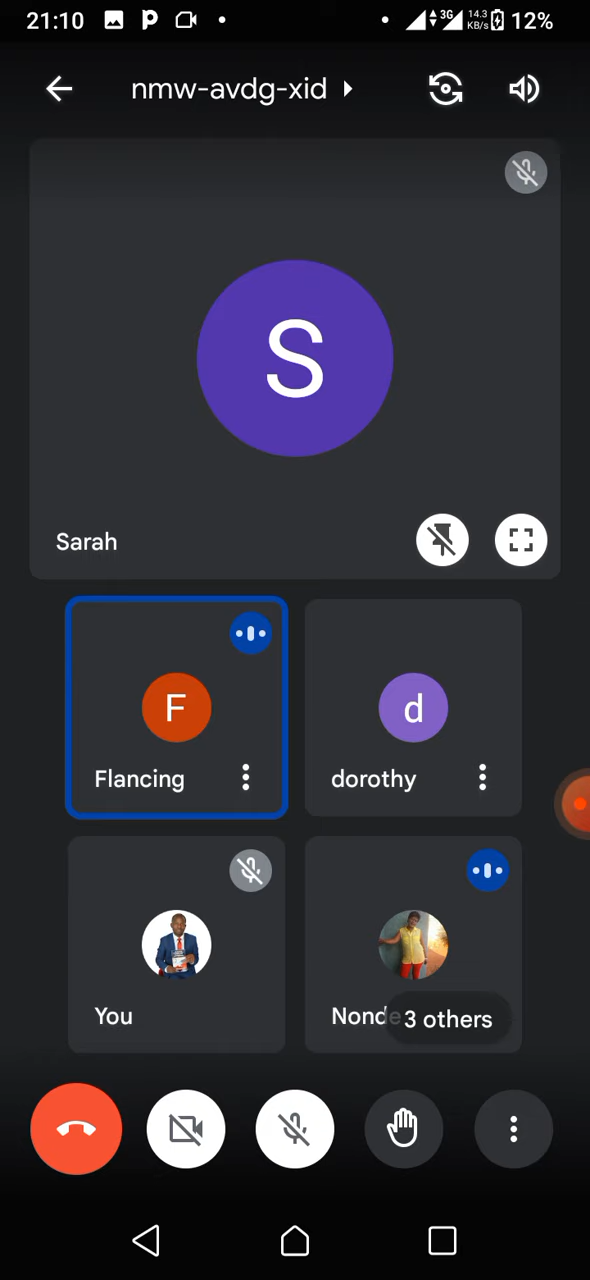 21:10 3G 14.3 KB/s 12%
nmw-avdg-xid
S
Sarah
F
d
Flancing
dorothy
You
Nonde
3 others